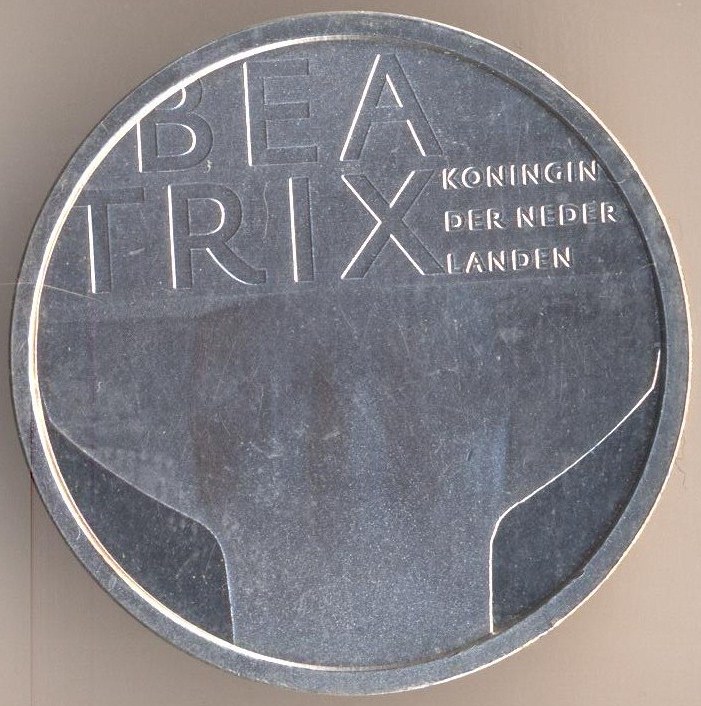 BEA
TRIX
KONINGIN
DER NEDER
LANDEN